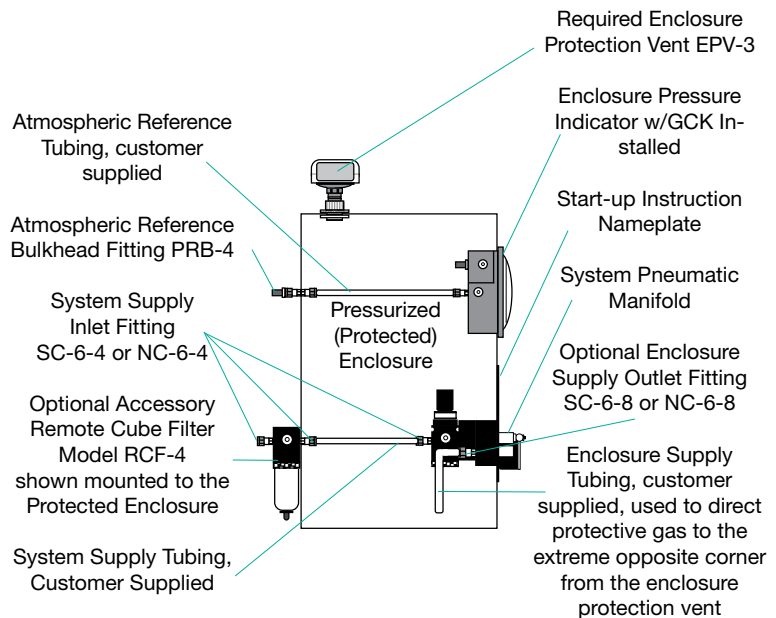 Required Enclosure
Protection Vent EPV-3
Enclosure Pressure
Indicator w/GCK In-
stalled
Start-up Instruction
Nameplate
System Pneumatic
Manifold
Optional Enclosure
Supply Outlet Fitting
SC-6-8 or NC-6-8
Enclosure Supply
Tubing, customer
supplied, used to direct
protective gas to the
extreme opposite corner
from the enclosure
protection vent
Atmospheric Reference
Tubing, customer
supplied
Atmospheric Reference
Bulkhead Fitting PRB-4
System Supply
Inlet Fitting
SC-6-4 or NC-6-4
Optional Accessory
Remote Cube Filter
Model RCF-4
shown mounted to the
Protected Enclosure
System Supply Tubing,
Customer Supplied
Pressurized
(Protected)
Enclosure